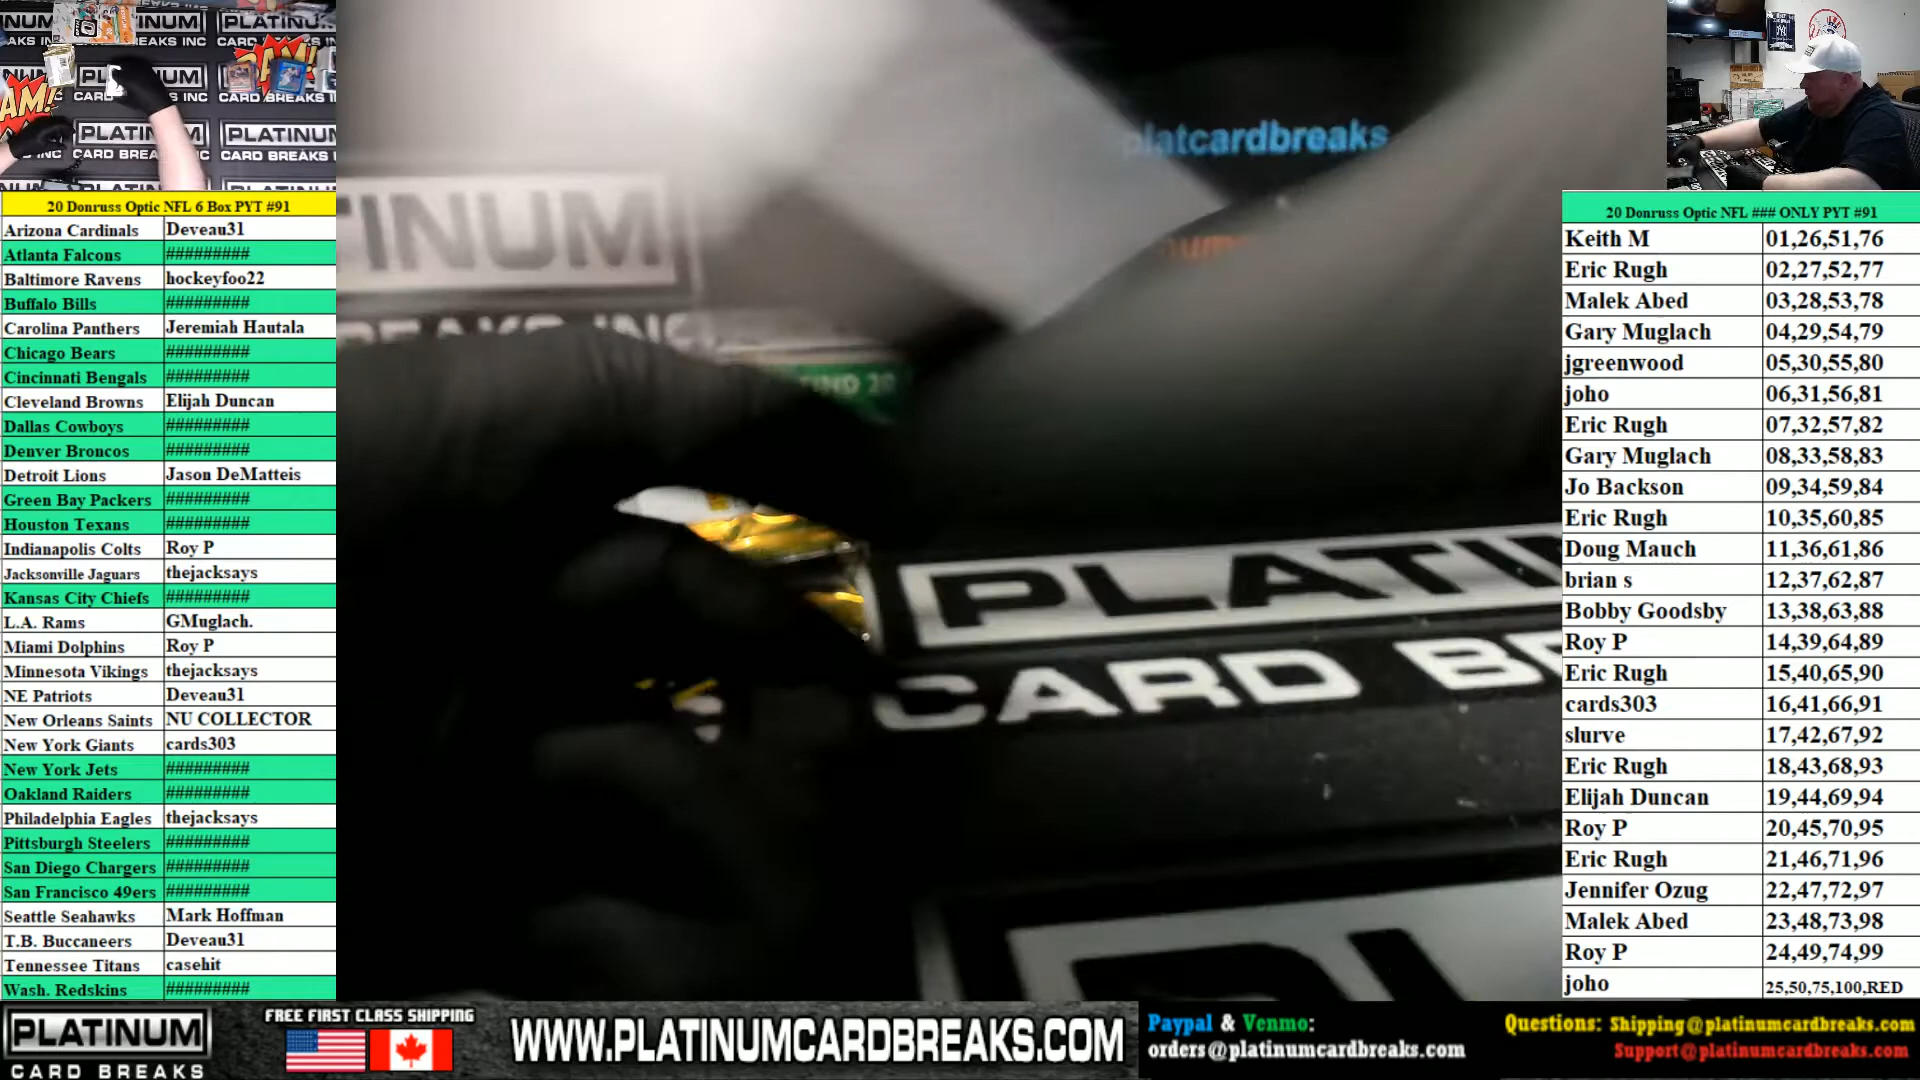 20 Donruss Optic NFL 6 Box PYT #91
Arizona Cardinals Deveau31
Atlanta Falcons #########
Baltimore Ravens hockeyfoo22
Buffalo Bills #########
Carolina Panthers Jeremiah Hautala
Chicago Bears #########
Cincinnati Bengals #########
Cleveland Browns Elijah Duncan
Dallas Cowboys #########
Denver Broncos #########
Detroit Lions Jason DeMatteis
Green Bay Packers #########
Houston Texans #########
Indianapolis Colts Roy P
Jacksonville Jaguars thejacksays
Kansas City Chiefs #########
L.A. Rams GMuglach.
Miami Dolphins Roy P
Minnesota Vikings thejacksays
NE Patriots Deveau31
New Orleans Saints NU COLLECTOR
New York Giants cards303
New York Jets #########
Oakland Raiders #########
Philadelphia Eagles thejacksays
Pittsburgh Steelers #########
San Diego Chargers #########
San Francisco 49ers #########
Seattle Seahawks Mark Hoffman
T.B. Buccaneers Deveau31
Tennessee Titans casehit
Wash. Redskins #########
platcardbreaks
TINUM
BREAKS INC
PLATIN
CARD B
20 Donruss Optic NFL ### ONLY PYT #91
Keith M 01,26,51,76
Eric Rugh 02,27,52,77
Malek Abed 03,28,53,78
Gary Muglach 04,29,54,79
jgreenwood 05,30,55,80
joho 06,31,56,81
Eric Rugh 07,32,57,82
Gary Muglach 08,33,58,83
Jo Backson 09,34,59,84
Eric Rugh 10,35,60,85
Doug Mauch 11,36,61,86
brian s 12,37,62,87
Bobby Goodsby 13,38,63,88
Roy P 14,39,64,89
Eric Rugh 15,40,65,90
cards303 16,41,66,91
slurve 17,42,67,92
Eric Rugh 18,43,68,93
Elijah Duncan 19,44,69,94
Roy P 20,45,70,95
Eric Rugh 21,46,71,96
Jennifer Ozug 22,47,72,97
Malek Abed 23,48,73,98
Roy P 24,49,74,99
joho 25,50,75,100,RED
PLATINUM
CARD BREAKS
FREE FIRST CLASS SHIPPING
WWW.PLATINUMCARDBREAKS.COM
Paypal & Venmo:
orders@platinumcardbreaks.com
Questions: Shipping@platinumcardbreaks.com
Support@platinumcardbreaks.com